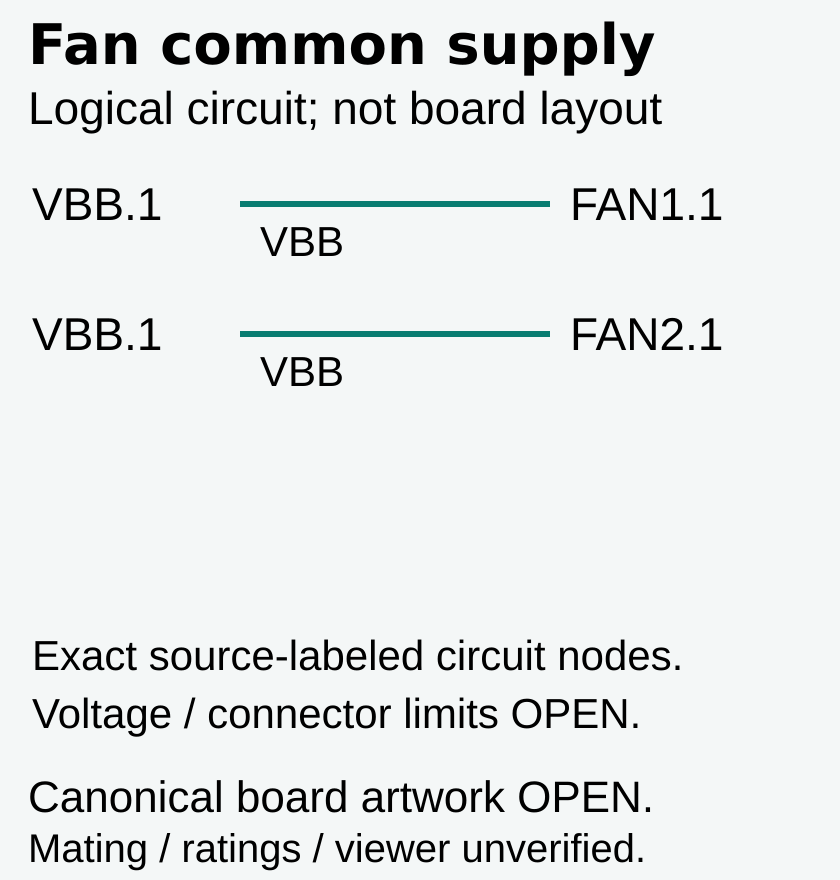 Fan common supply
Logical circuit; not board layout
VBB.1 FAN1.1
VBB
VBB.1 FAN2.1
VBB
Exact source-labeled circuit nodes.
Voltage / connector limits OPEN.
Canonical board artwork OPEN.
Mating / ratings / viewer unverified.